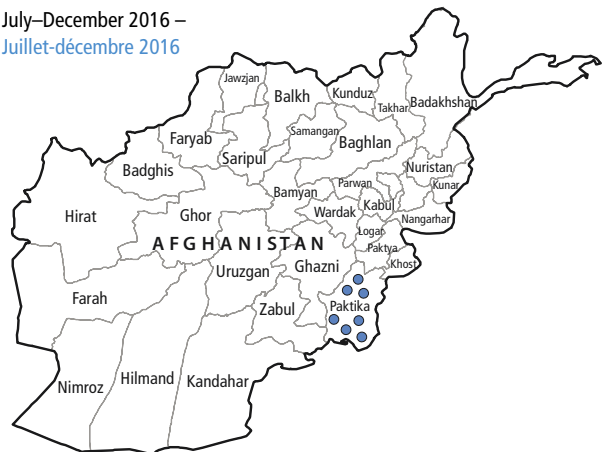 July–December 2016 –
Juillet-décembre 2016
Jawzjan
Balkh
Kunduz
Takhar
Badakhshan
Faryab
Samangan
Baghlan
Saripul
Badghis
Nuristan
Bamyan
Parwan
Kunar
Hirat
Ghor
Wardak
Kabul
Nangarhar
Logar
AFGHANISTAN
Paktya
Uruzgan
Ghazni
Khost
Farah
Zabul
Paktika
Nimroz
Hilmand
Kandahar